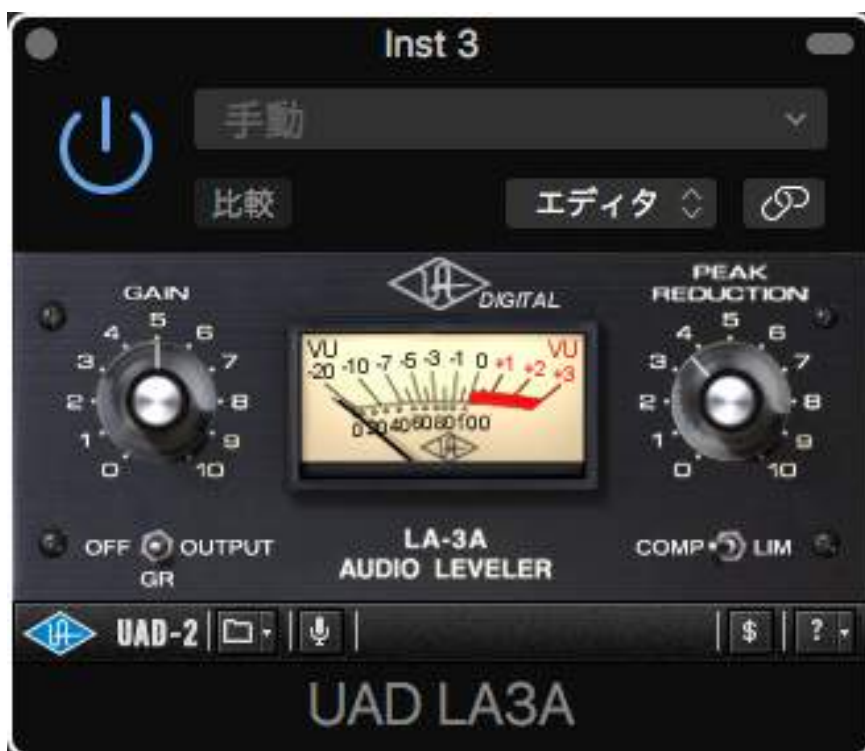 Inst 3
手動
比較 エディタ
GAIN
0 1 2 3 4 5 6 7 8 9 10
UA DIGITAL
VU VU
-20 -10 -7 -5 -3 -1 0 +1 +2 +3
0 20 40 60 80 100
UA
PEAK
REDUCTION
0 1 2 3 4 5 6 7 8 9 10
OFF OUTPUT
GR
LA-3A
AUDIO LEVELER
COMP LIM
UA UAD-2 $ ?
UAD LA3A